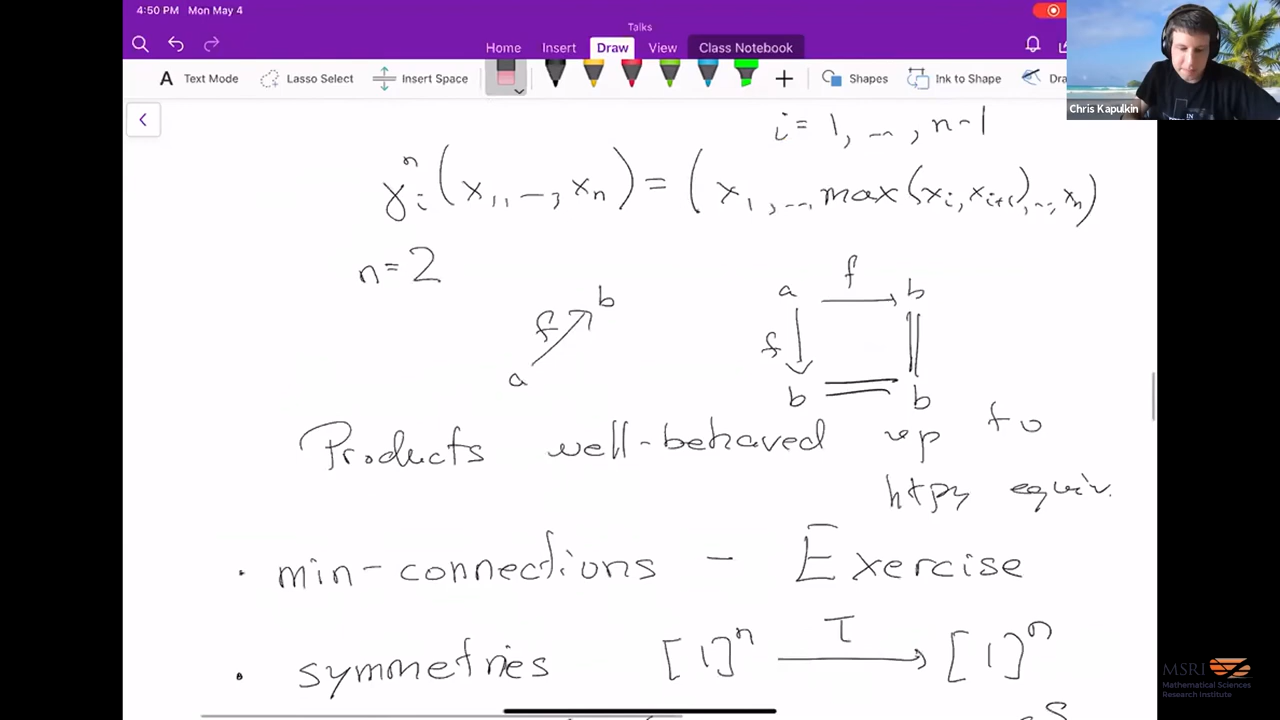 4:50 PM Mon May 4
Talks
Home Insert Draw View Class Notebook
Text Mode Lasso Select Insert Space Shapes Ink to Shape Dra
Chris Kapulkin
i = 1, ..., n-1
γᵢⁿ(x₁, ..., xₙ) = (x₁, ..., max(xᵢ, xᵢ₊₁), ..., xₙ)
n = 2
f
a b
b
f
f
a
b b
Products well-behaved up to
htpy equiv.
· min-connections - Exercise
· symmetries [1]ⁿ τ [1]ⁿ
MSRI
Mathematical Sciences
Research Institute